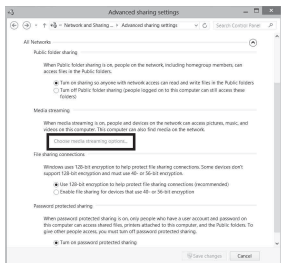 Advanced sharing settings
« Network and Sharing... ▸ Advanced sharing settings
Search Control Panel
All Networks
Public folder sharing
When Public folder sharing is on, people on the network, including homegroup members, can
access files in the Public folders.
Turn on sharing so anyone with network access can read and write files in the Public folders
Turn off Public folder sharing (people logged on to this computer can still access these
folders)
Media streaming
When media streaming is on, people and devices on the network can access pictures, music, and
videos on this computer. This computer can also find media on the network.
Choose media streaming options...
File sharing connections
Windows uses 128-bit encryption to help protect file sharing connections. Some devices don't
support 128-bit encryption and must use 40- or 56-bit encryption.
Use 128-bit encryption to help protect file sharing connections (recommended)
Enable file sharing for devices that use 40- or 56-bit encryption
Password protected sharing
When password protected sharing is on, only people who have a user account and password on
this computer can access shared files, printers attached to this computer, and the Public folders. To
give other people access, you must turn off password protected sharing.
Turn on password protected sharing
Save changes
Cancel